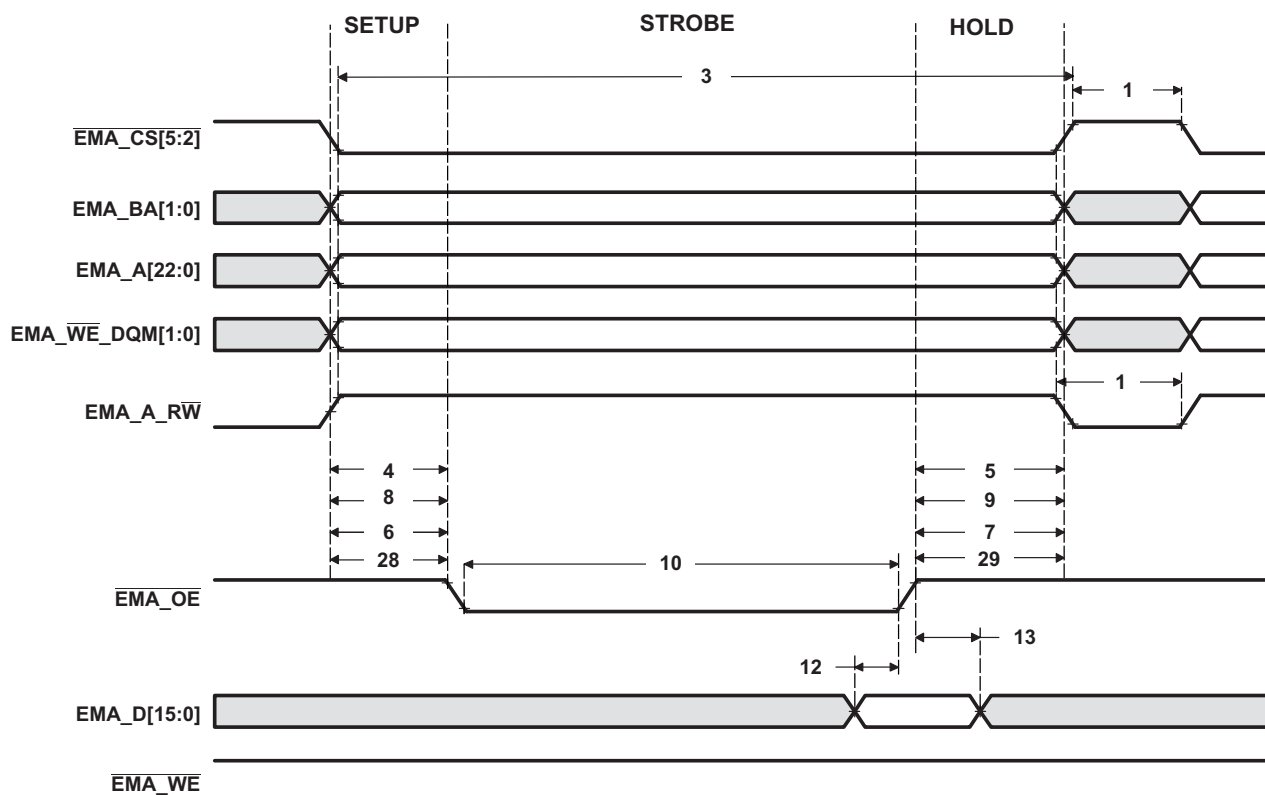 SETUP STROBE HOLD
3
1
EMA_CS[5:2]
EMA_BA[1:0]
EMA_A[22:0]
EMA_WE_DQM[1:0]
1
EMA_A_RW
4 5
8 9
6 7
28 29
10
EMA_OE
13
12
EMA_D[15:0]
EMA_WE